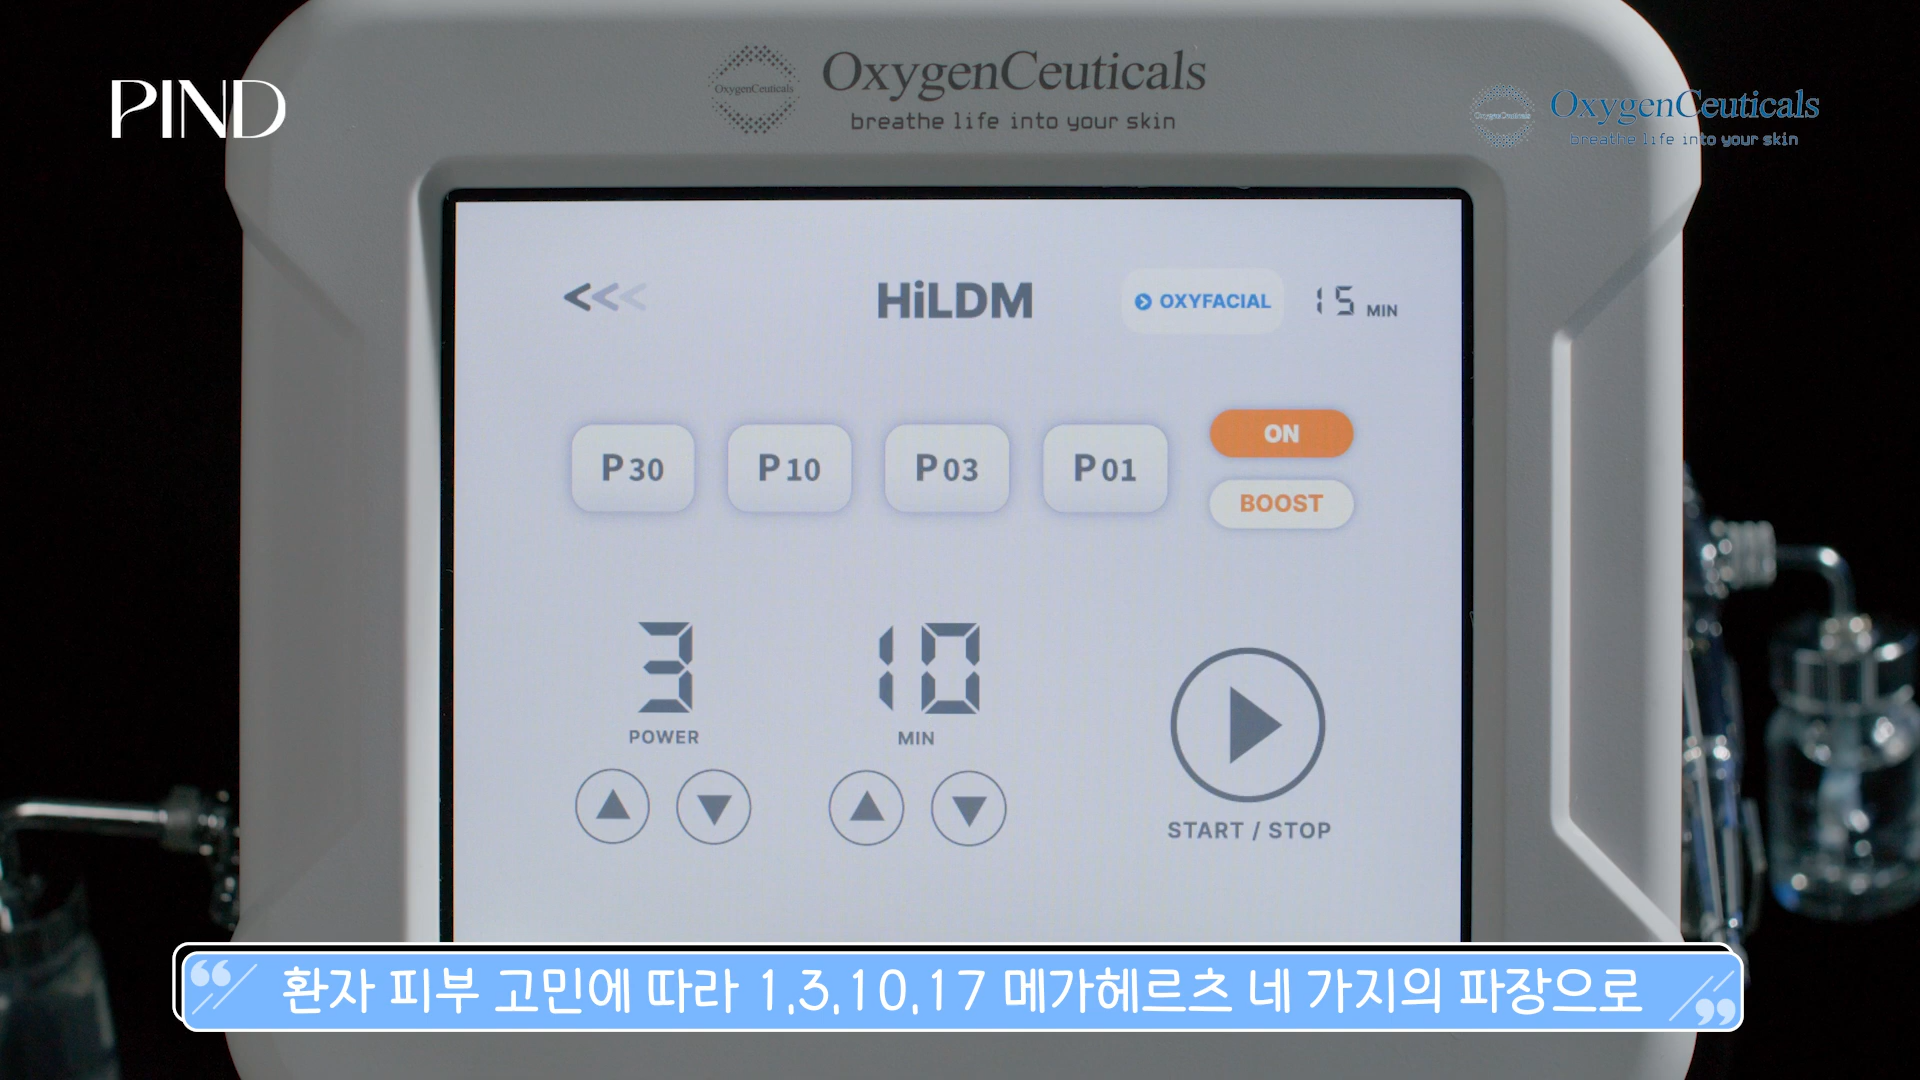 PIND
OxygenCeuticals
OxygenCeuticals
breathe life into your skin
OxygenCeuticals
OxygenCeuticals
breathe life into your skin
HiLDM
OXYFACIAL
15 MIN
P30
P10
P03
P01
ON
BOOST
3
POWER
10
MIN
START / STOP
환자 피부 고민에 따라 1,3,10,17 메가헤르츠 네 가지의 파장으로